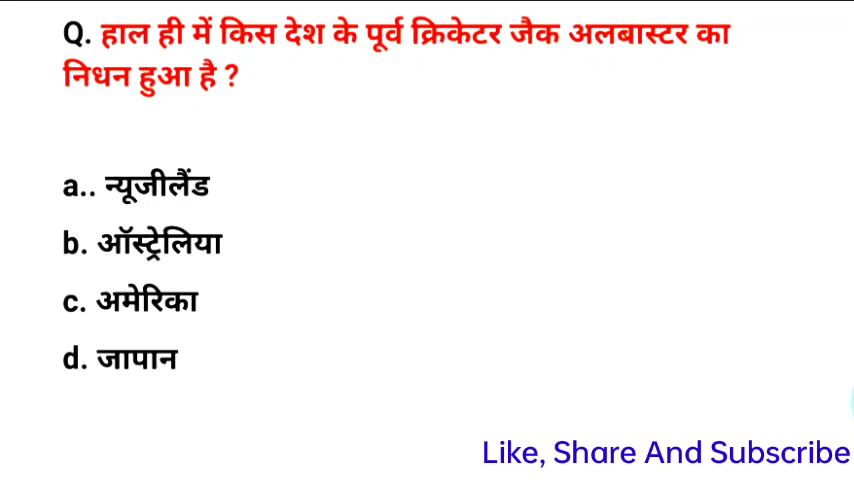 Q. हाल ही में किस देश के पूर्व क्रिकेटर जैक अलबास्टर का
निधन हुआ है ?
a.. न्यूजीलैंड
b. ऑस्ट्रेलिया
c. अमेरिका
d. जापान
Like, Share And Subscribe